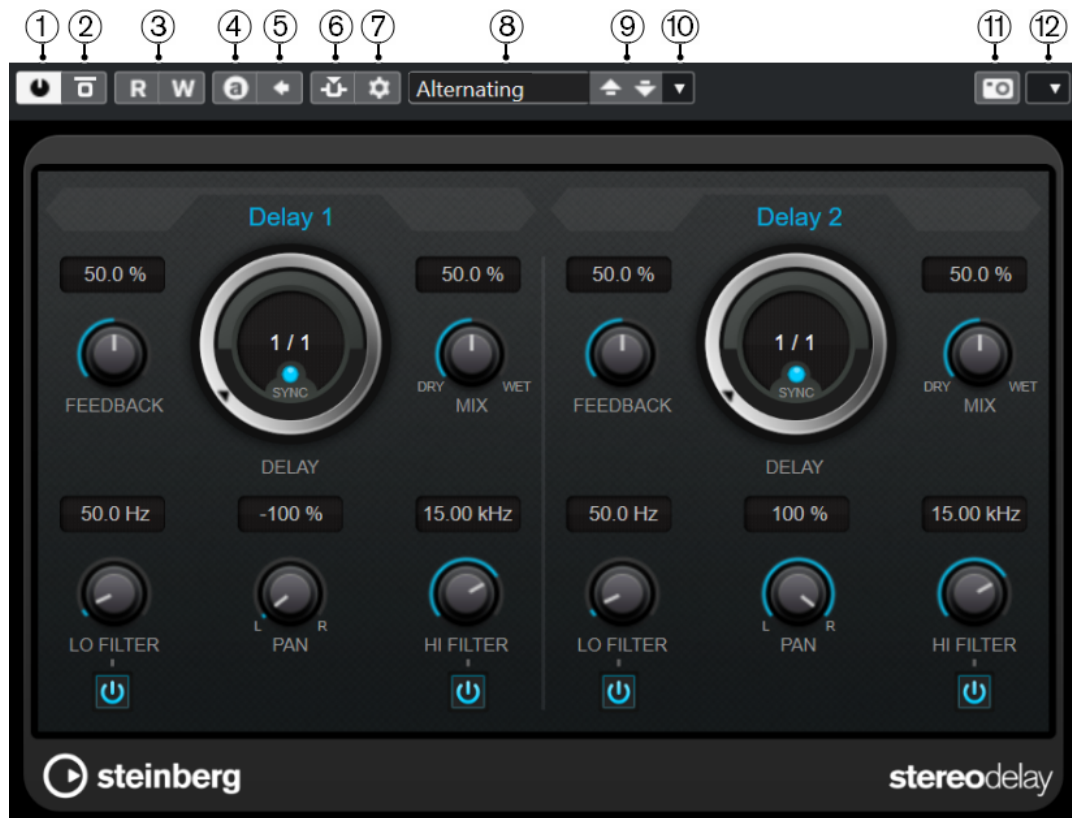 1 2 3 4 5 6 7 8 9 10 11 12
R W a Alternating
Delay 1 Delay 2
50.0 % 50.0 % 50.0 % 50.0 %
1 / 1 1 / 1
SYNC SYNC
DRY WET DRY WET
FEEDBACK MIX FEEDBACK MIX
DELAY DELAY
50.0 Hz -100 % 15.00 kHz 50.0 Hz 100 % 15.00 kHz
L R L R
LO FILTER PAN HI FILTER LO FILTER PAN HI FILTER
steinberg stereodelay